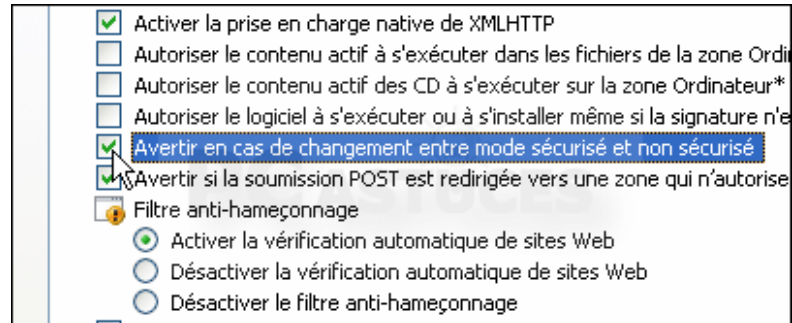 Activer la prise en charge native de XMLHTTP
Autoriser le contenu actif à s'exécuter dans les fichiers de la zone Ordi
Autoriser le contenu actif des CD à s'exécuter sur la zone Ordinateur*
Autoriser le logiciel à s'exécuter ou à s'installer même si la signature n'e
Avertir en cas de changement entre mode sécurisé et non sécurisé
Avertir si la soumission POST est redirigée vers une zone qui n'autorise
Filtre anti-hameçonnage
Activer la vérification automatique de sites Web
Désactiver la vérification automatique de sites Web
Désactiver le filtre anti-hameçonnage
ASTUCES